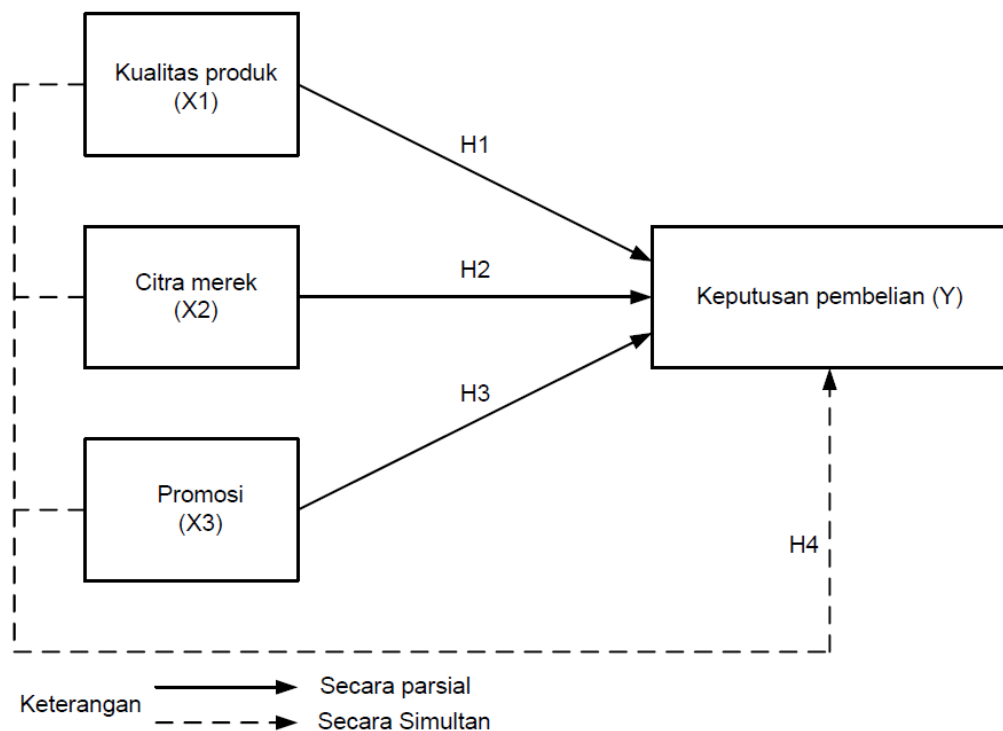 Kualitas produk
(X1)
H1
Citra merek
(X2)
H2
Keputusan pembelian (Y)
H3
Promosi
(X3)
H4
Keterangan
Secara parsial
Secara Simultan